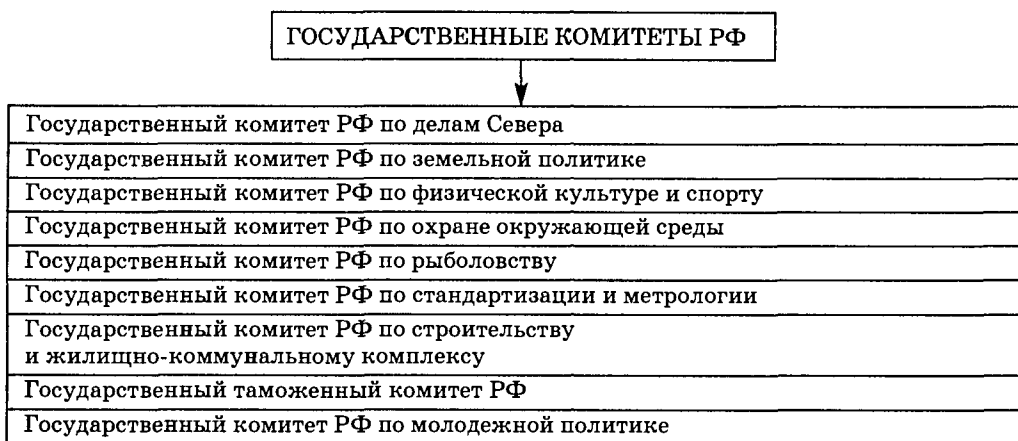 ГОСУДАРСТВЕННЫЕ КОМИТЕТЫ РФ
Государственный комитет РФ по делам Севера
Государственный комитет РФ по земельной политике
Государственный комитет РФ по физической культуре и спорту
Государственный комитет РФ по охране окружающей среды
Государственный комитет РФ по рыболовству
Государственный комитет РФ по стандартизации и метрологии
Государственный комитет РФ по строительству
и жилищно-коммунальному комплексу
Государственный таможенный комитет РФ
Государственный комитет РФ по молодежной политике